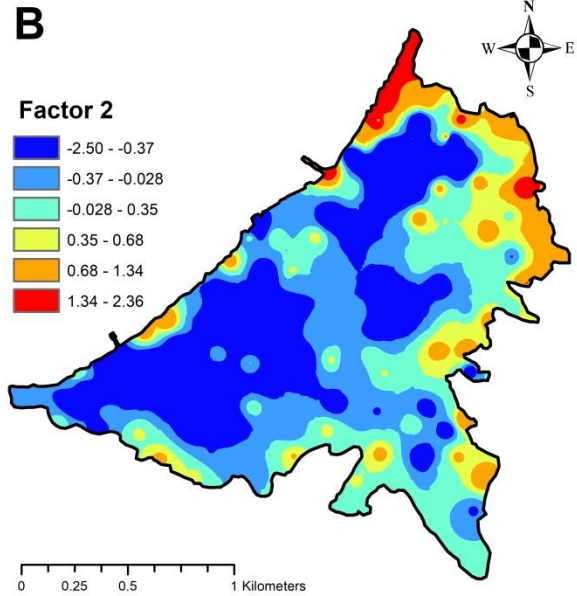 B
N
W E
S
Factor 2
-2.50 - -0.37
-0.37 - -0.028
-0.028 - 0.35
0.35 - 0.68
0.68 - 1.34
1.34 - 2.36
0 0.25 0.5 1 Kilometers